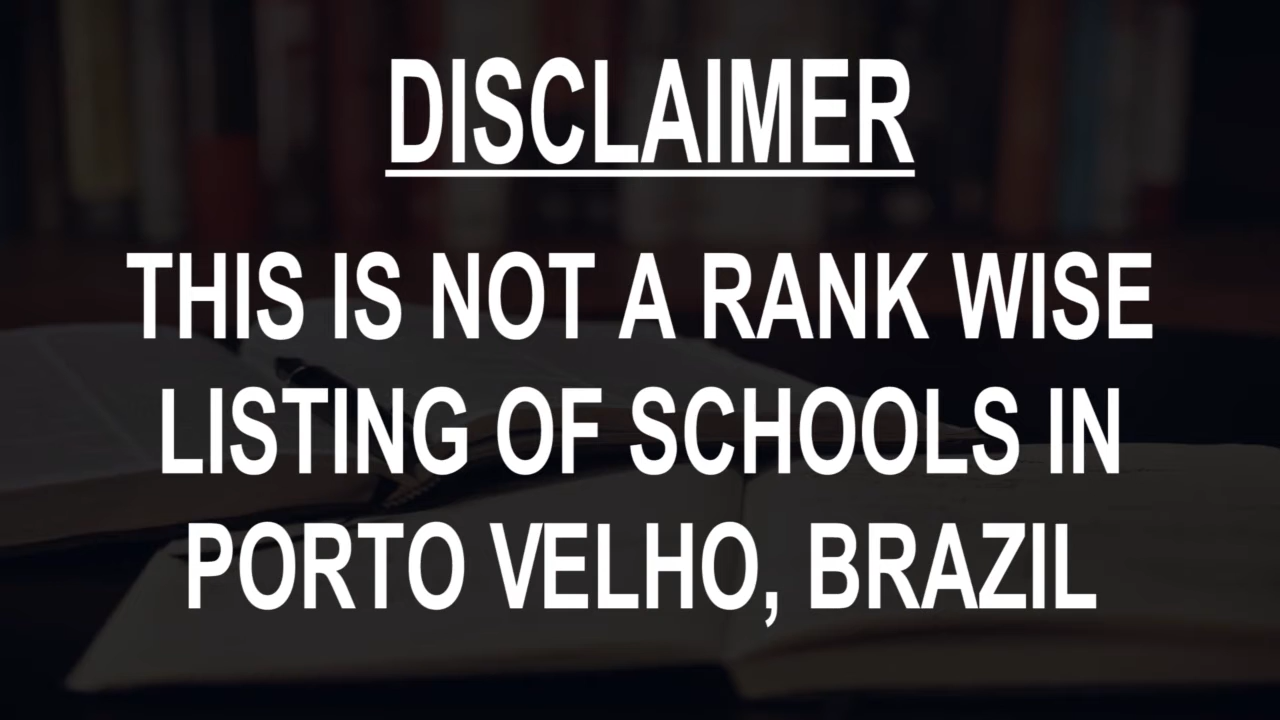 DISCLAIMER
THIS IS NOT A RANK WISE
LISTING OF SCHOOLS IN
PORTO VELHO, BRAZIL